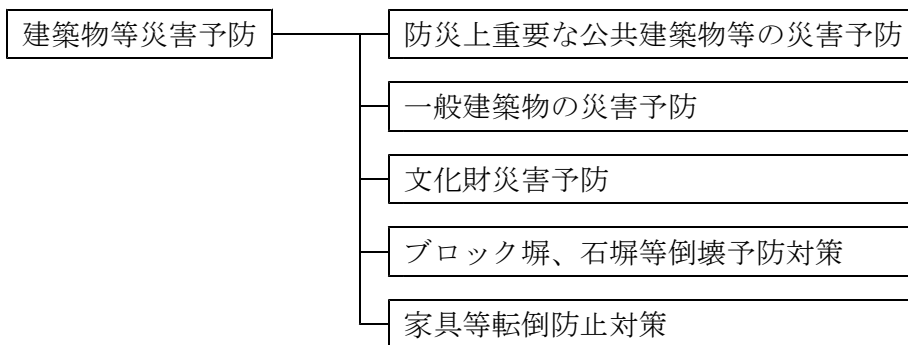 建築物等災害予防
防災上重要な公共建築物等の災害予防
一般建築物の災害予防
文化財災害予防
ブロック塀、石塀等倒壊予防対策
家具等転倒防止対策